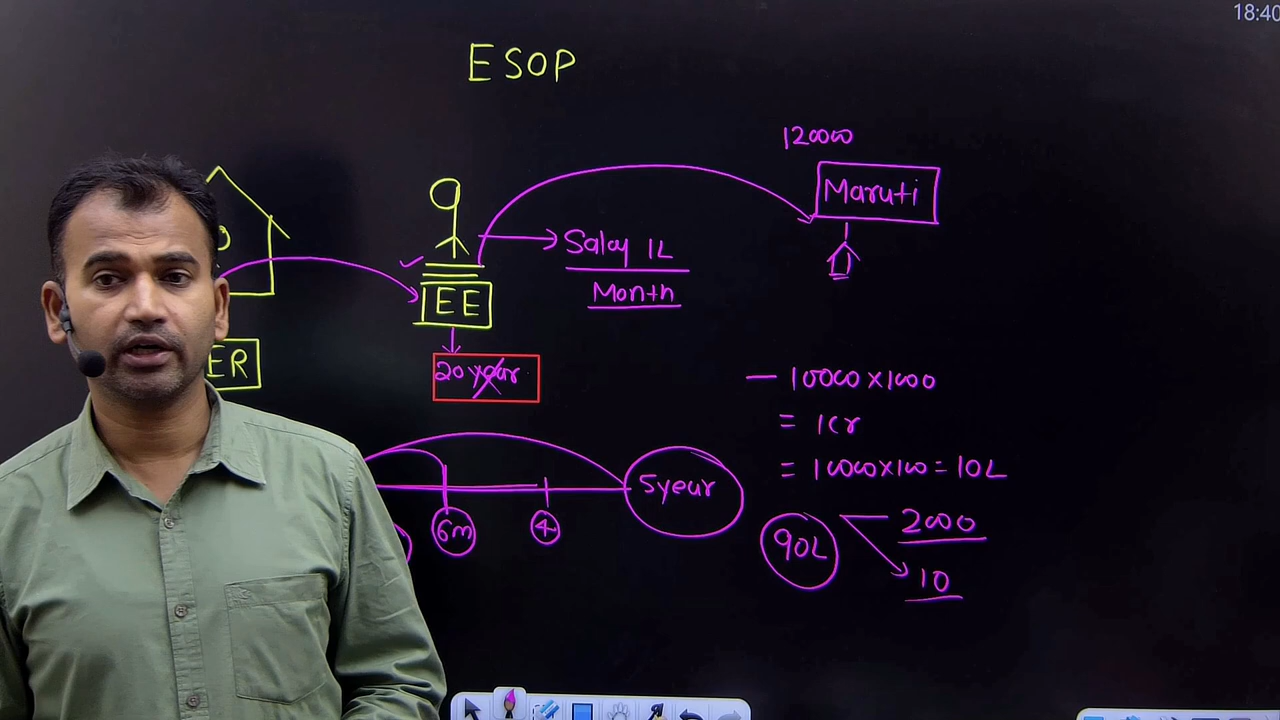 18:40
ESOP
120000
Maruti
Salay 1L
Month
EE
ER
20 year
— 10000 × 1000
= 1cr
= 10000 × 100 = 10L
5year
6m
4
90L
2000
10